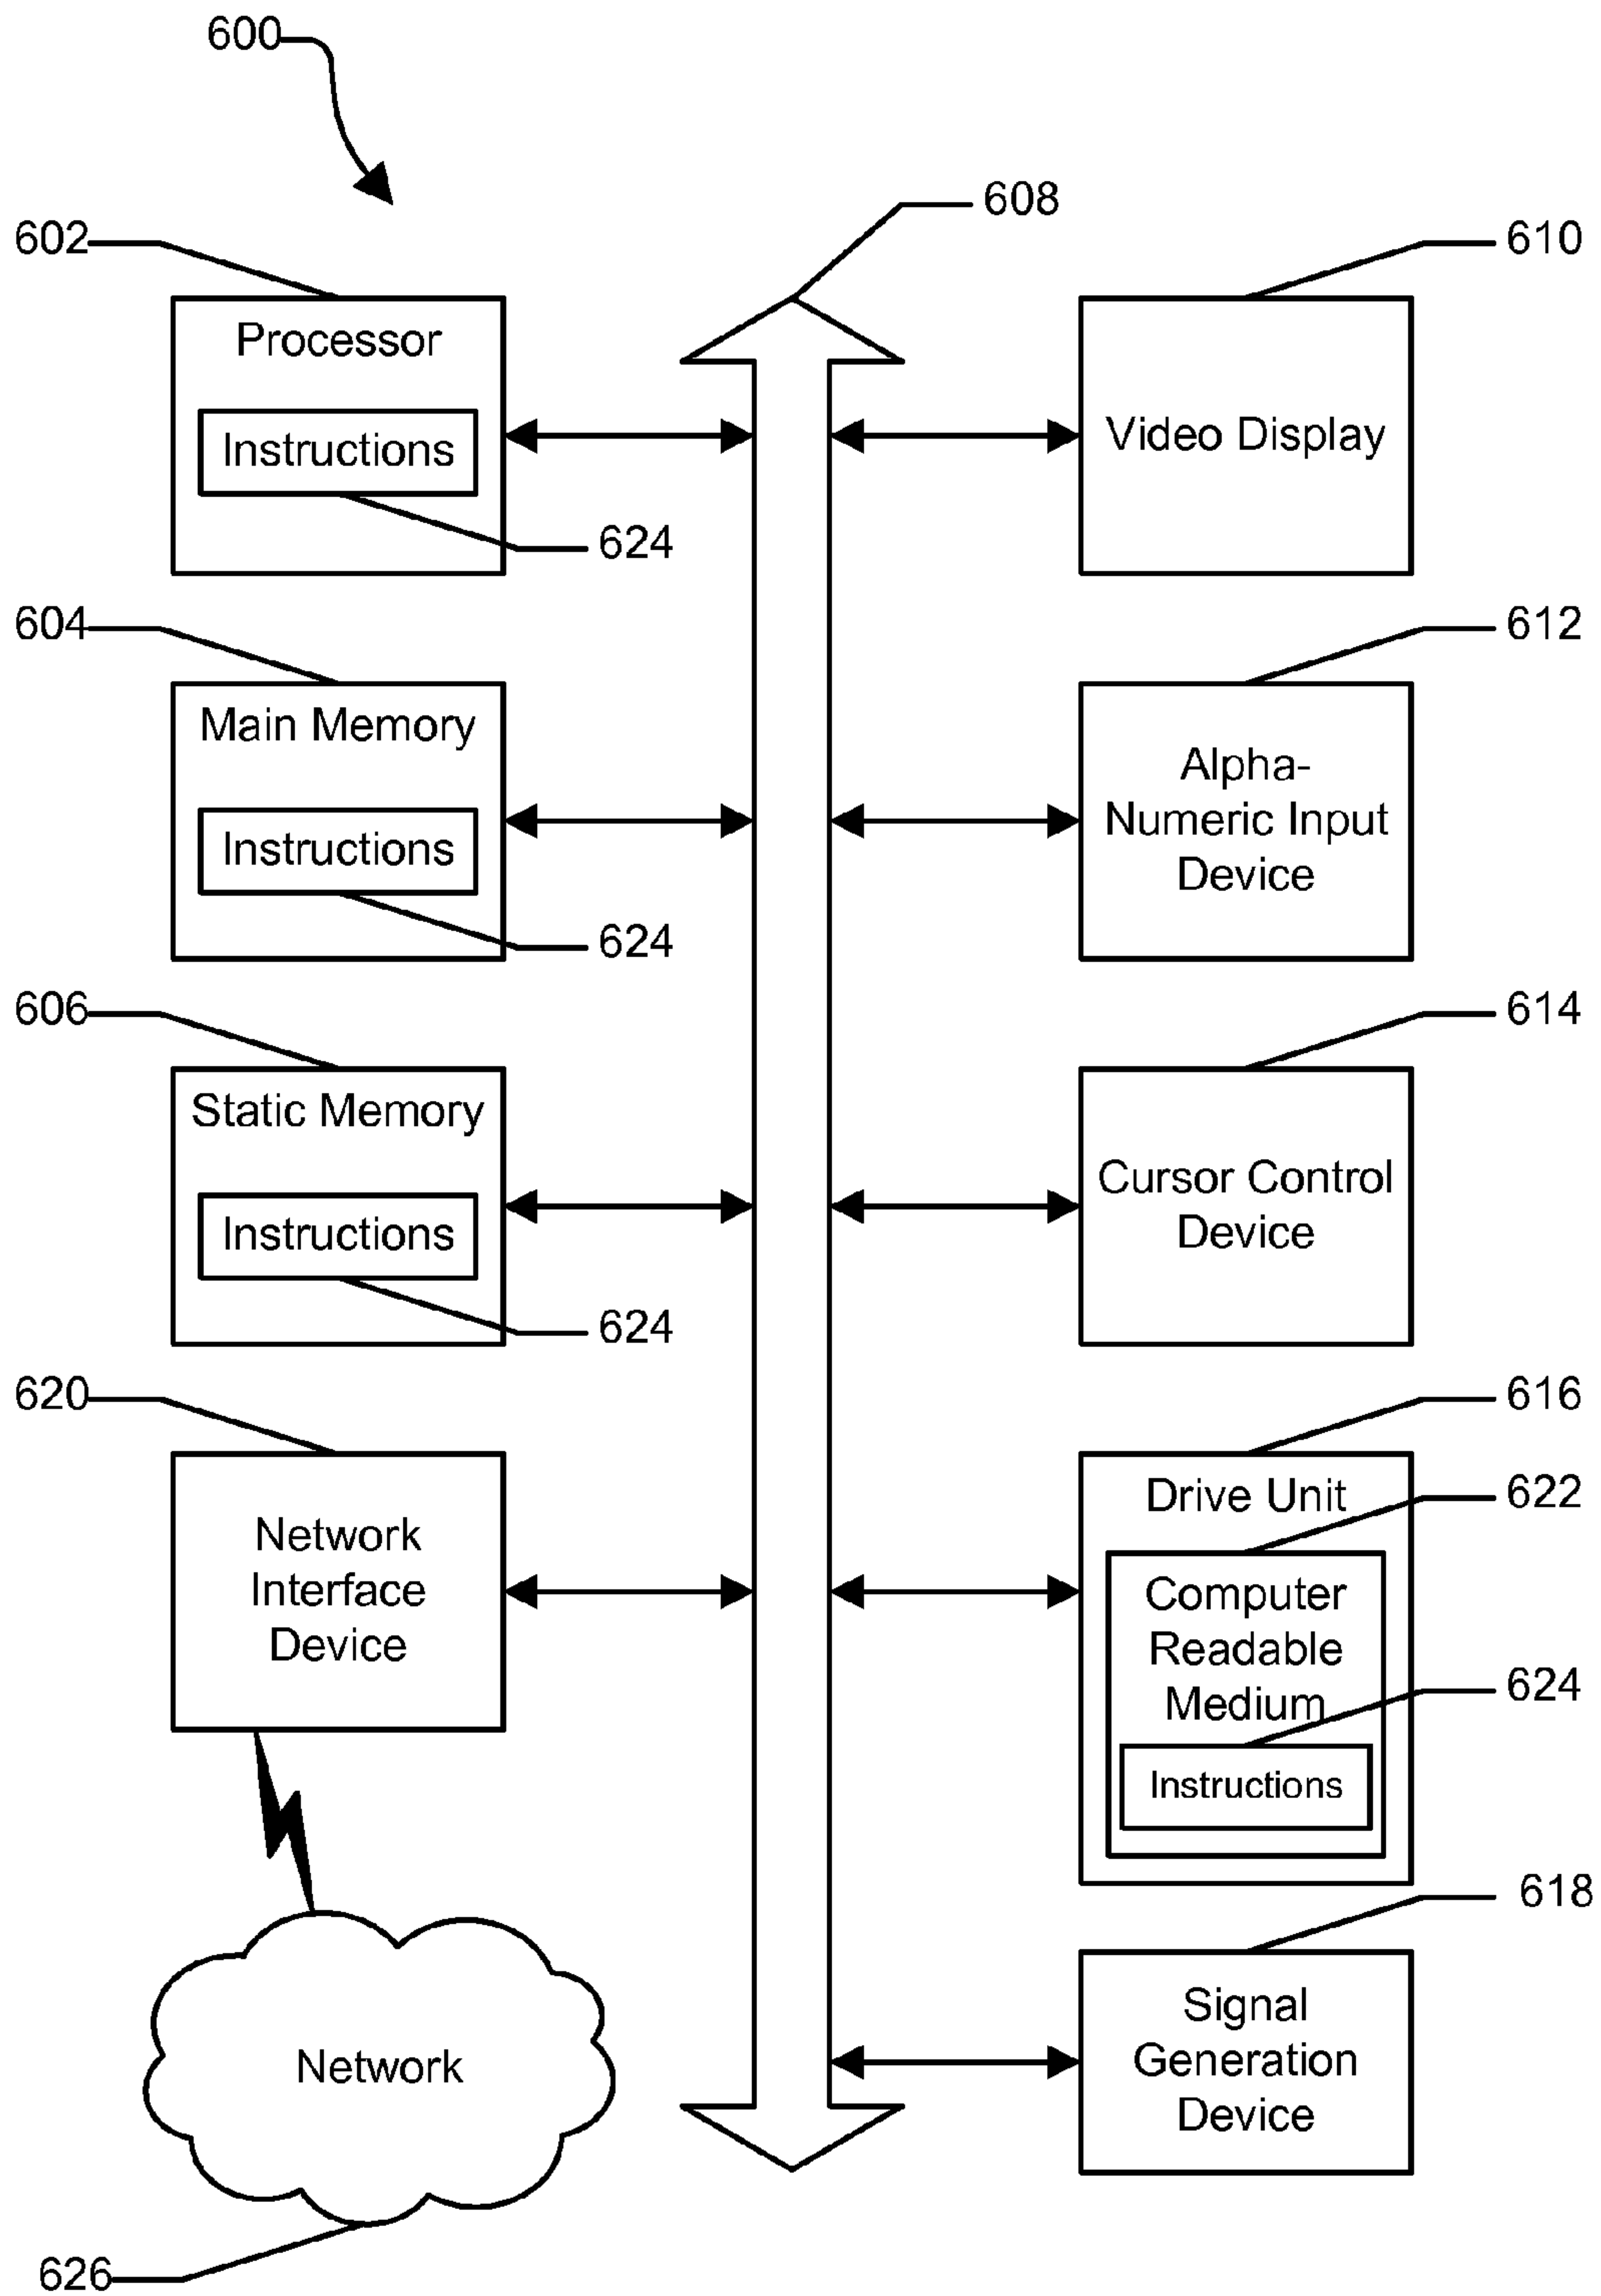 600
608
602
610
Processor
Instructions
624
Video Display
604
612
Main Memory
Instructions
624
Alpha-
Numeric Input
Device
606
614
Static Memory
Instructions
624
Cursor Control
Device
620
616
Network
Interface
Device
Drive Unit
622
Computer
Readable
Medium
624
Instructions
618
Signal
Generation
Device
Network
626